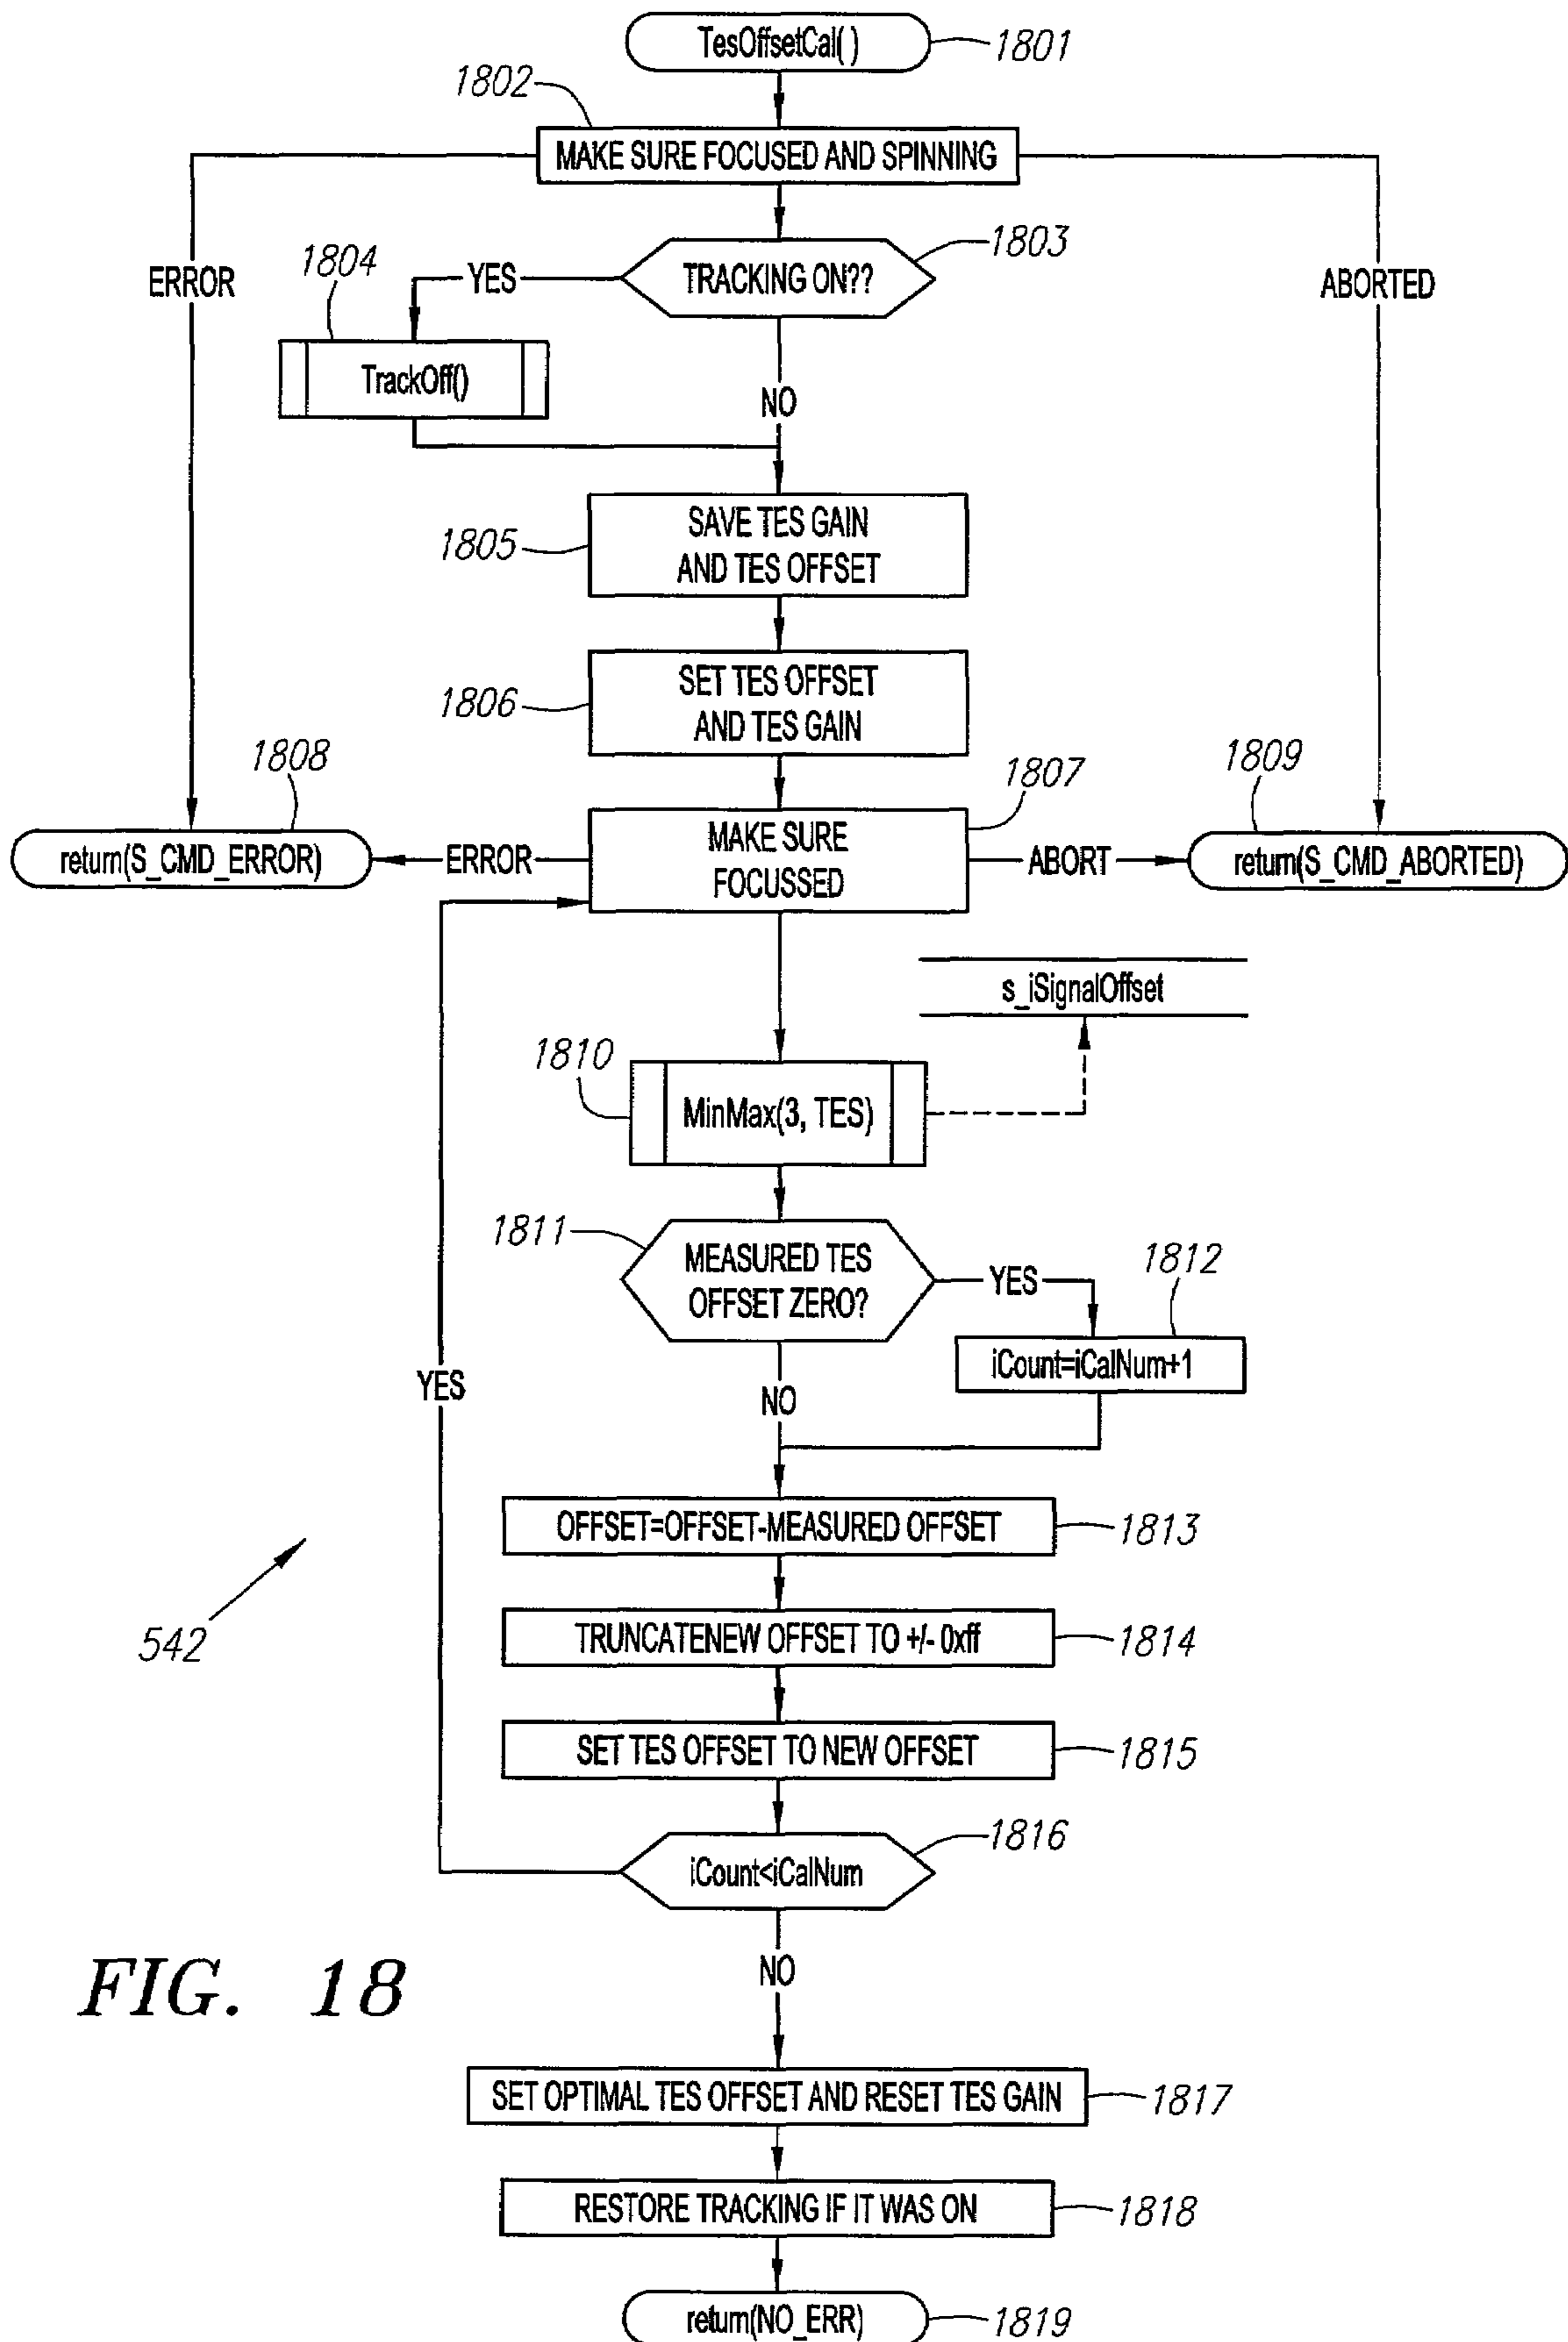 TesOffsetCal( )
1801
1802
MAKE SURE FOCUSED AND SPINNING
1803
1804
YES
TRACKING ON??
ERROR
ABORTED
TrackOff()
NO
SAVE TES GAIN
AND TES OFFSET
1805
SET TES OFFSET
AND TES GAIN
1806
1808
1807
1809
return(S_CMD_ERROR)
ERROR
MAKE SURE
FOCUSSED
ABORT
return(S_CMD_ABORTED)
s_iSignalOffset
1810
MinMax(3, TES)
1811
MEASURED TES
OFFSET ZERO?
YES
1812
iCount=iCalNum+1
YES
NO
OFFSET=OFFSET-MEASURED OFFSET
1813
542
TRUNCATENEW OFFSET TO +/- 0xff
1814
SET TES OFFSET TO NEW OFFSET
1815
iCount<iCalNum
1816
NO
FIG. 18
SET OPTIMAL TES OFFSET AND RESET TES GAIN
1817
RESTORE TRACKING IF IT WAS ON
1818
return(NO_ERR)
1819